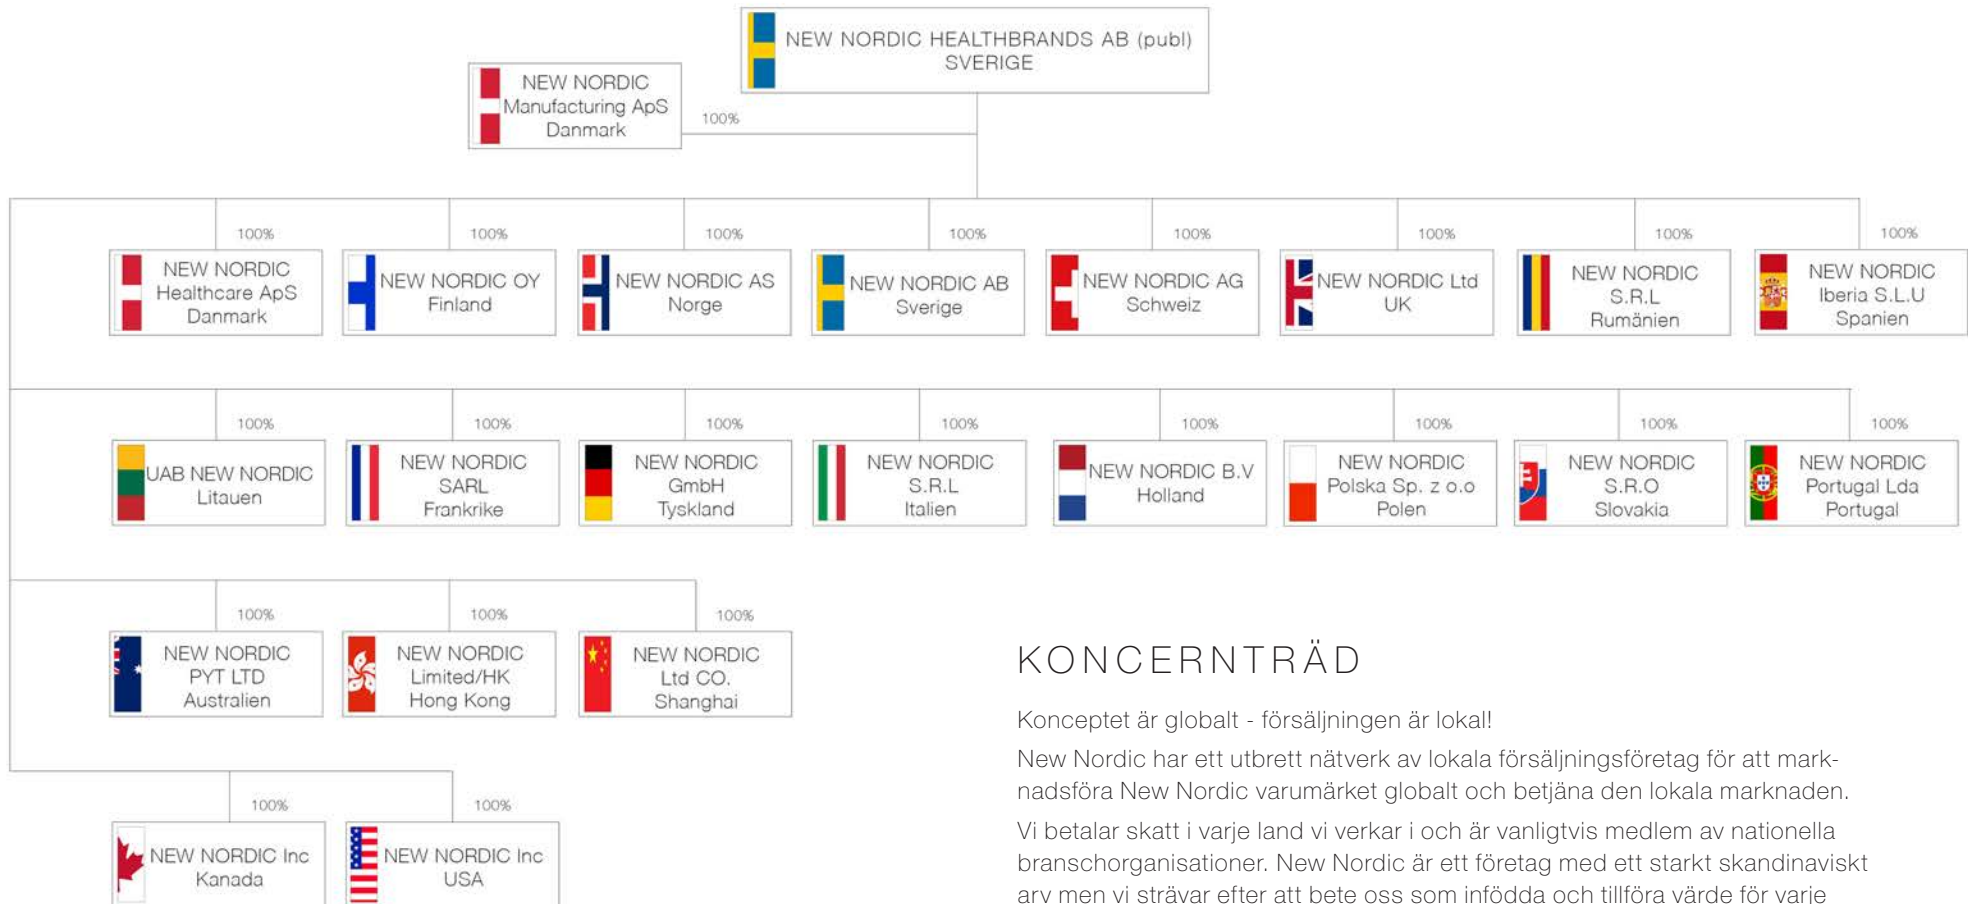 NEW NORDIC HEALTHBRANDS AB (publ)
SVERIGE
NEW NORDIC
Manufacturing ApS
Danmark
100%
100%
NEW NORDIC
Healthcare ApS
Danmark
100%
NEW NORDIC OY
Finland
100%
NEW NORDIC AS
Norge
100%
NEW NORDIC AB
Sverige
100%
NEW NORDIC AG
Schweiz
100%
NEW NORDIC Ltd
UK
100%
NEW NORDIC
S.R.L
Rumänien
100%
NEW NORDIC
Iberia S.L.U
Spanien
100%
UAB NEW NORDIC
Litauen
100%
NEW NORDIC
SARL
Frankrike
100%
NEW NORDIC
GmbH
Tyskland
100%
NEW NORDIC
S.R.L
Italien
100%
NEW NORDIC B.V
Holland
100%
NEW NORDIC
Polska Sp. z o.o
Polen
100%
NEW NORDIC
S.R.O
Slovakia
100%
NEW NORDIC
Portugal Lda
Portugal
100%
NEW NORDIC
PYT LTD
Australien
100%
NEW NORDIC
Limited/HK
Hong Kong
100%
NEW NORDIC
Ltd CO.
Shanghai
100%
NEW NORDIC Inc
Kanada
100%
NEW NORDIC Inc
USA
KONCERNTRÄD
Konceptet är globalt - försäljningen är lokal!
New Nordic har ett utbrett nätverk av lokala försäljningsföretag för att mark-
nadsföra New Nordic varumärket globalt och betjäna den lokala marknaden.
Vi betalar skatt i varje land vi verkar i och är vanligtvis medlem av nationella
branschorganisationer. New Nordic är ett företag med ett starkt skandinaviskt
arv men vi strävar efter att bete oss som infödda och tillföra värde för varje